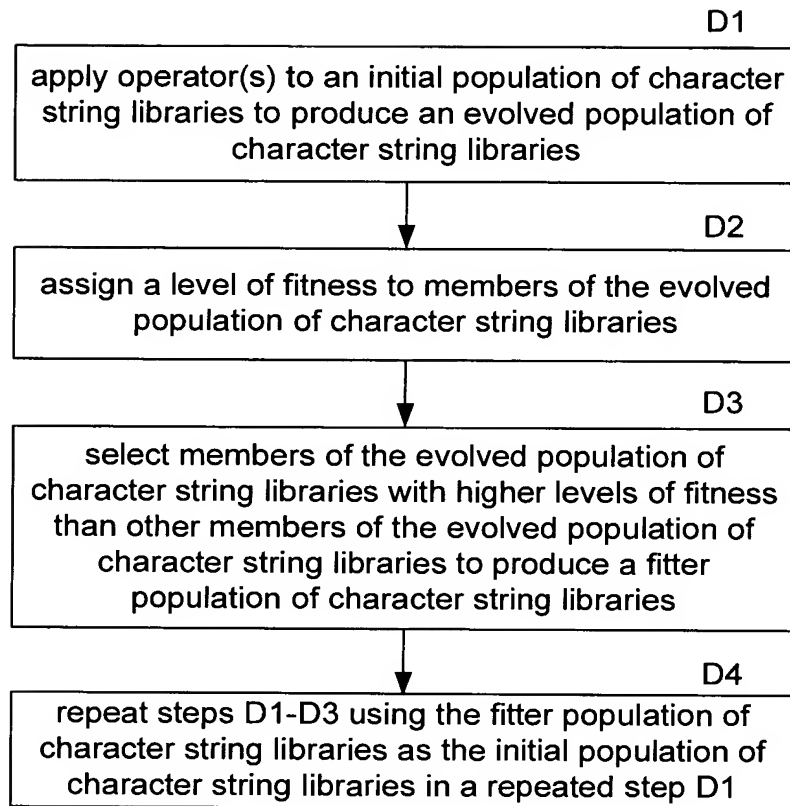 D1
apply operator(s) to an initial population of character
string libraries to produce an evolved population of
character string libraries
D2
assign a level of fitness to members of the evolved
population of character string libraries
D3
select members of the evolved population of
character string libraries with higher levels of fitness
than other members of the evolved population of
character string libraries to produce a fitter
population of character string libraries
D4
repeat steps D1-D3 using the fitter population of
character string libraries as the initial population of
character string libraries in a repeated step D1